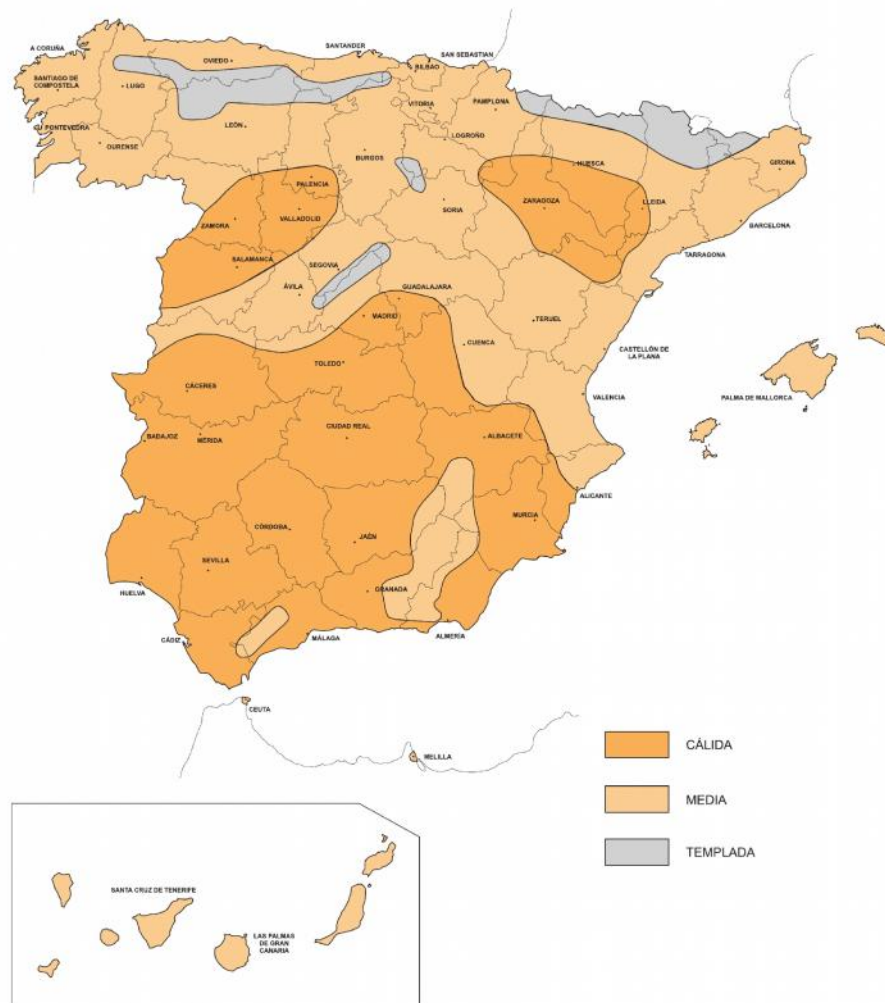 A CORUÑA
OVIEDO
SANTANDER
SAN SEBASTIAN
BILBAO
SANTIAGO DE
COMPOSTELA
LUGO
VITORIA
PAMPLONA
PONTEVEDRA
LEÓN
LOGROÑO
OURENSE
BURGOS
HUESCA
GIRONA
PALENCIA
ZAMORA
VALLADOLID
SORIA
ZARAGOZA
LLEIDA
BARCELONA
SALAMANCA
SEGOVIA
TARRADONA
ÁVILA
GUADALAJARA
MADRID
TERUEL
CUENCA
CASTELLÓN DE
LA PLANA
TOLEDO
CÁCERES
VALENCIA
PALMA DE MALLORCA
BADAJOZ
MÉRIDA
CIUDAD REAL
ALBACETE
ALICANTE
CÓRDOBA
JAÉN
MURCIA
SEVILLA
HUELVA
GRANADA
CÁDIZ
MÁLAGA
ALMERÍA
CEUTA
MELILLA
CÁLIDA
MEDIA
TEMPLADA
SANTA CRUZ DE TENERIFE
LAS PALMAS
DE GRAN
CANARIA